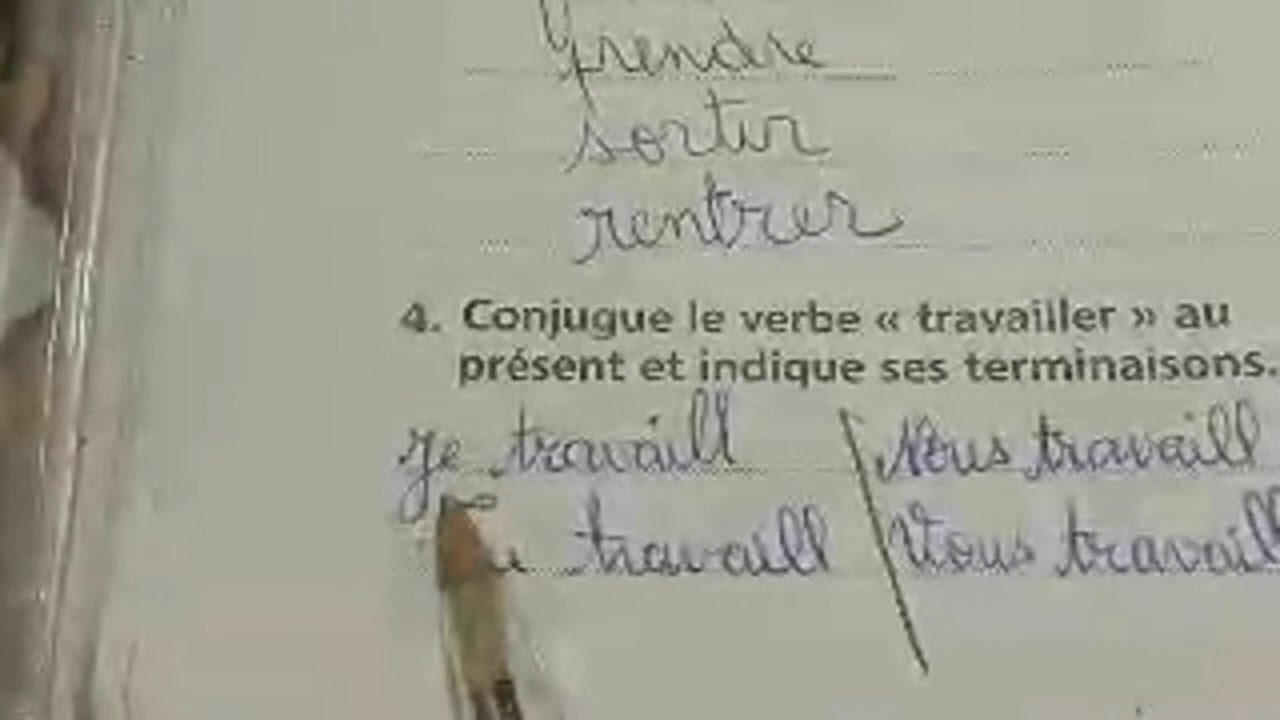 Prendre
sortir
rentrer
4. Conjugue le verbe « travailler » au
présent et indique ses terminaisons.
Je travaill Nous travaill
travaill Vous travaill